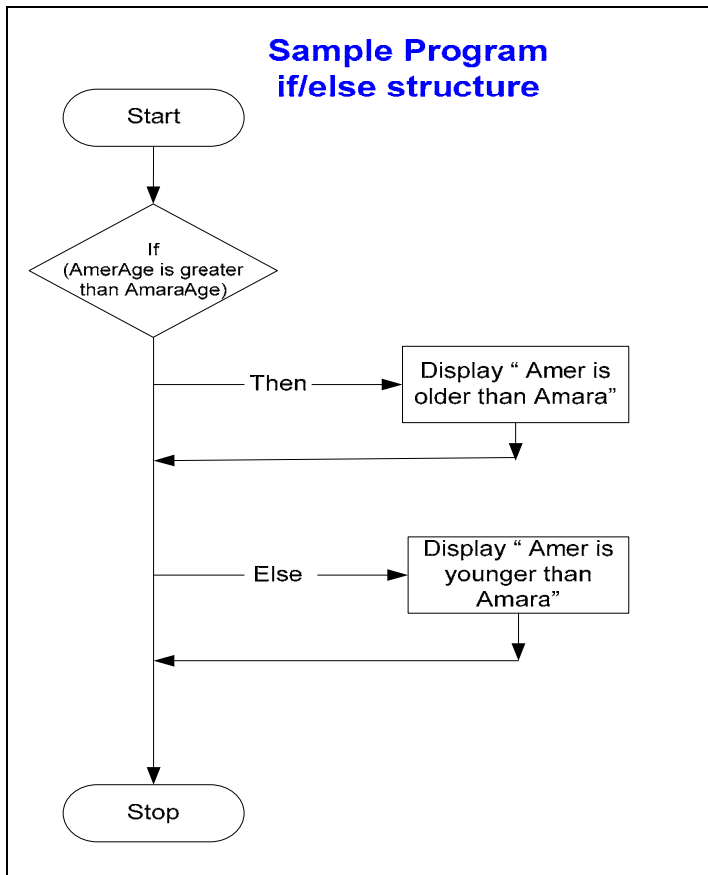 Sample Program
if/else structure
Start
If
(AmerAge is greater
than AmaraAge)
Then
Display “ Amer is
older than Amara”
Else
Display “ Amer is
younger than
Amara”
Stop